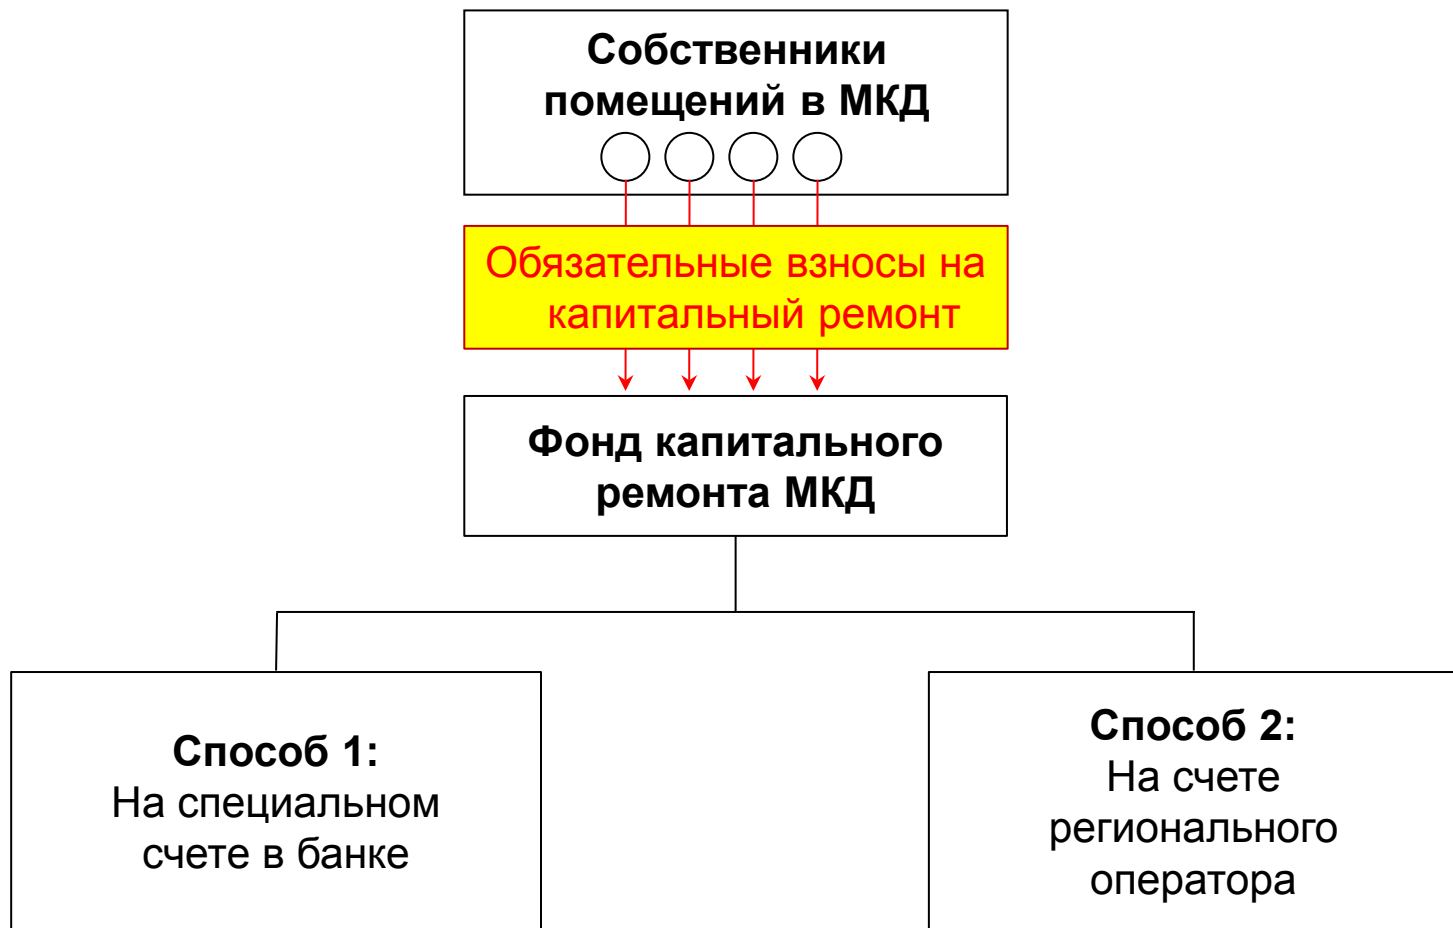 Собственники
помещений в МКД
Обязательные взносы на
капитальный ремонт
Фонд капитального
ремонта МКД
Способ 1:
На специальном
счете в банке
Способ 2:
На счете
регионального
оператора